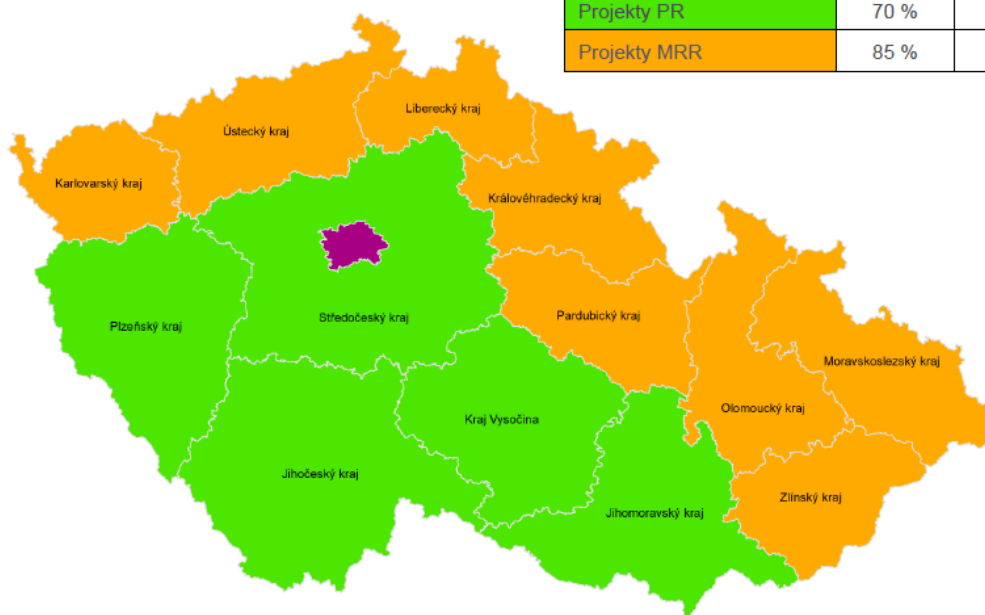 Projekty PR 70 %
Projekty MRR 85 %
Liberecký kraj
Ústecký kraj
Karlovarský kraj
Královéhradecký kraj
Pardubický kraj
Středočeský kraj
Plzeňský kraj
Moravskoslezský kraj
Olomoucký kraj
Kraj Vysočina
Jihočeský kraj
Zlínský kraj
Jihomoravský kraj